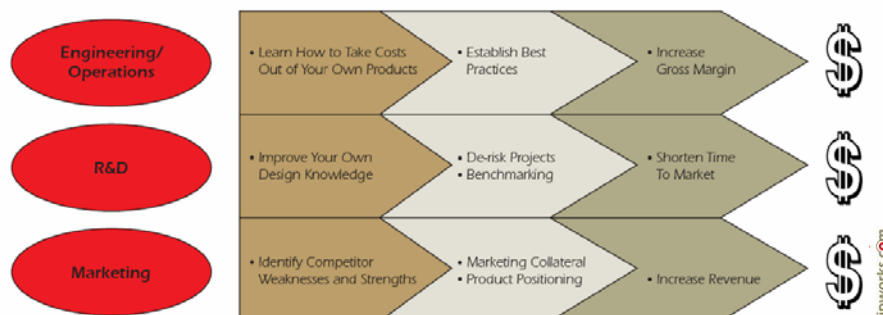 Engineering/
Operations
• Learn How to Take Costs
Out of Your Own Products
• Establish Best
Practices
• Increase
Gross Margin
$
R&D
• Improve Your Own
Design Knowledge
• De-risk Projects
• Benchmarking
• Shorten Time
To Market
$
Marketing
• Identify Competitor
Weaknesses and Strengths
• Marketing Collateral
• Product Positioning
• Increase Revenue
$
ipworks.com